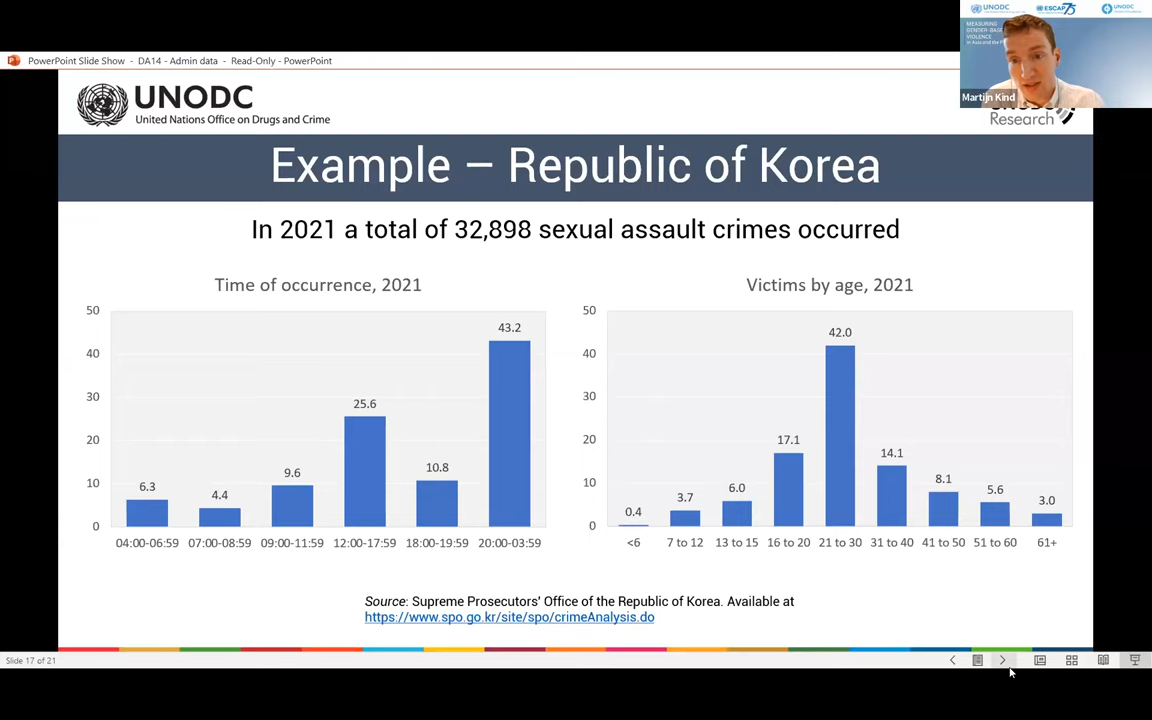 UNODC
ESCAP 75
UNODC
MEASURING
VIOLENCE
PowerPoint Slide Show - DA14 - Admin data - Read-Only - PowerPoint
Martijn Kind
UNODC
United Nations Office on Drugs and Crime
Research
Example – Republic of Korea
In 2021 a total of 32,898 sexual assault crimes occurred
Time of occurrence, 2021
50
40
30
20
10
0
6.3
4.4
9.6
25.6
10.8
43.2
04:00-06:59 07:00-08:59 09:00-11:59 12:00-17:59 18:00-19:59 20:00-03:59
Victims by age, 2021
50
40
30
20
10
0
0.4
3.7
6.0
17.1
42.0
14.1
8.1
5.6
3.0
<6 7 to 12 13 to 15 16 to 20 21 to 30 31 to 40 41 to 50 51 to 60 61+
Source: Supreme Prosecutors' Office of the Republic of Korea. Available at
https://www.spo.go.kr/site/spo/crimeAnalysis.do
Slide 17 of 21